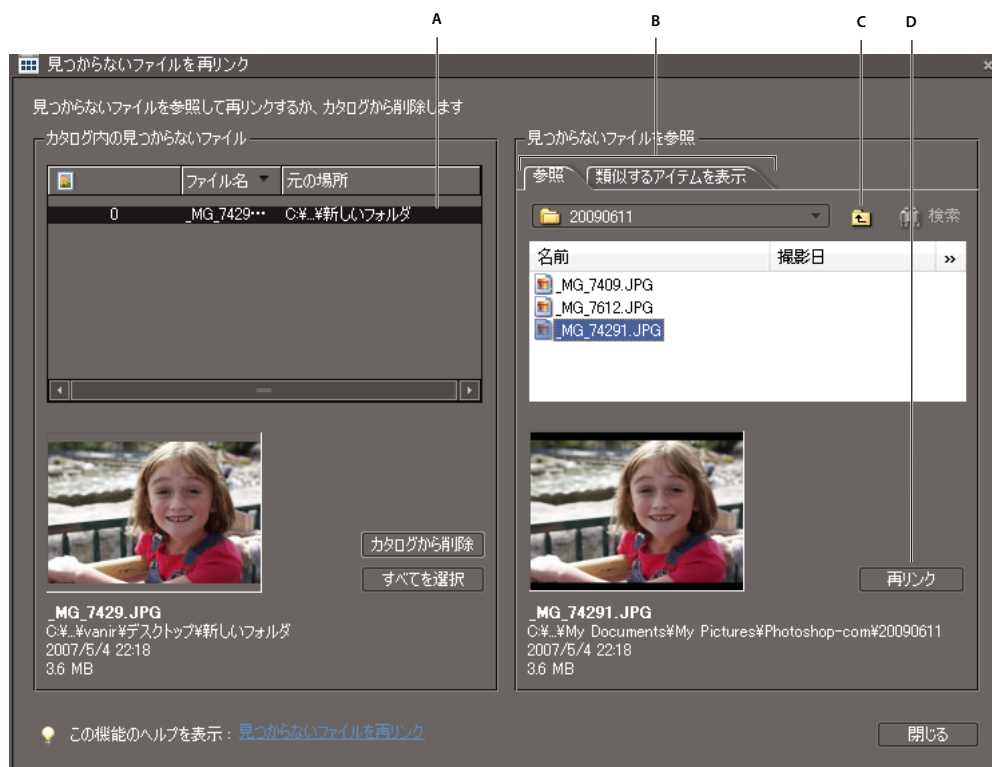 A B C D
見つからないファイルを再リンク
見つからないファイルを参照して再リンクするか、カタログから削除します
カタログ内の見つからないファイル
ファイル名 元の場所
0 _MG_7429… C:¥...¥新しいフォルダ
_MG_7429.JPG
C:¥...¥vanir¥デスクトップ¥新しいフォルダ
2007/5/4 22:18
3.6 MB
カタログから削除
すべてを選択
見つからないファイルを参照
参照 類似するアイテムを表示
20090611 検索
名前 撮影日 »
_MG_7409.JPG
_MG_7612.JPG
_MG_74291.JPG
再リンク
_MG_74291.JPG
C:¥...¥My Documents¥My Pictures¥Photoshop-com¥20090611
2007/5/4 22:18
3.6 MB
この機能のヘルプを表示 : 見つからないファイルを再リンク
閉じる